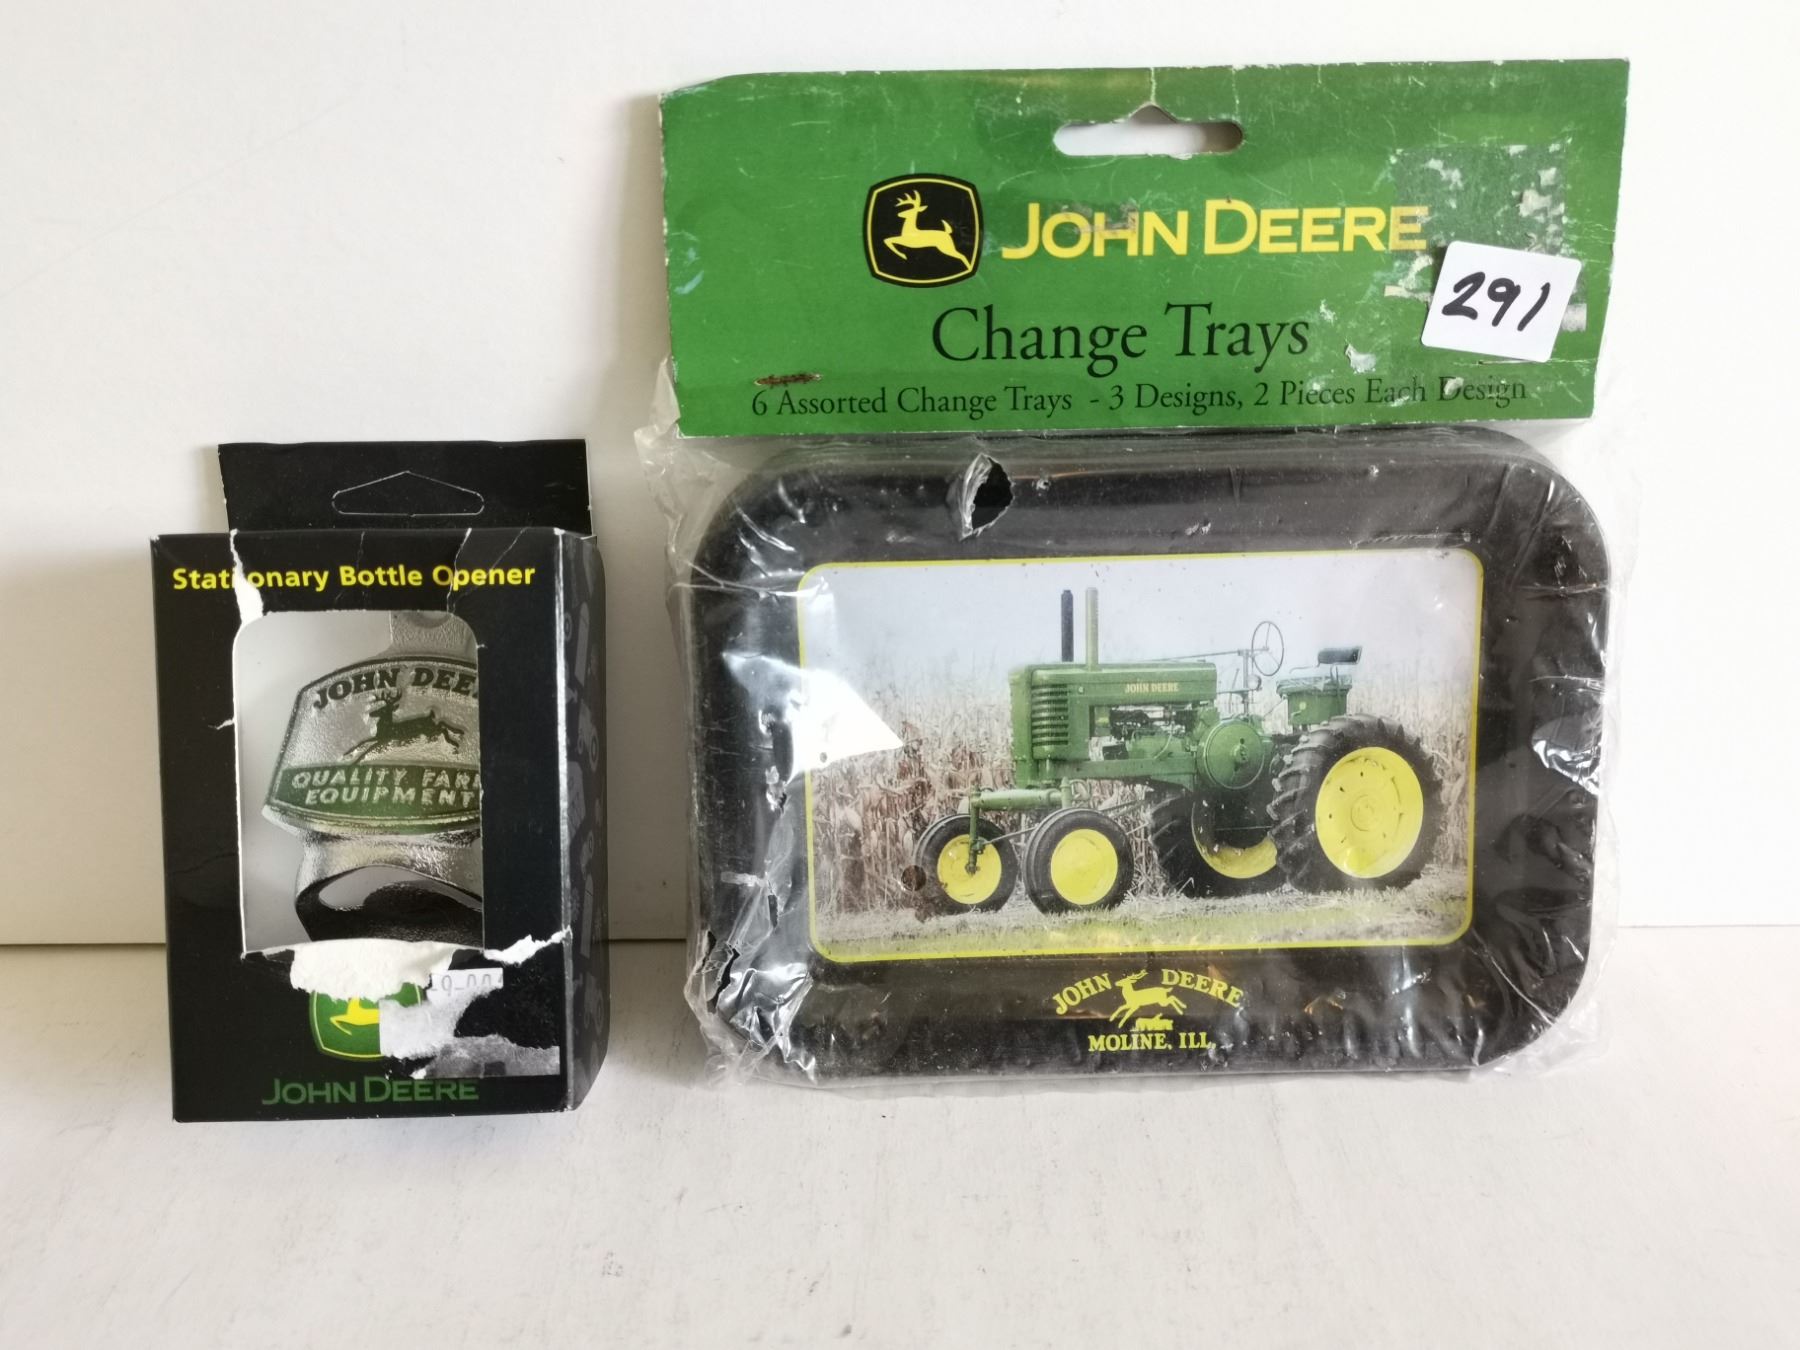 Stationary Bottle Opener
JOHN DEE
QUALITY FAR
EQUIPMENT
JOHN DEERE
JOHN DEERE
291
Change Trays
6 Assorted Change Trays - 3 Designs, 2 Pieces Each Design
JOHN DEERE
JOHN DEERE
MOLINE, ILL.